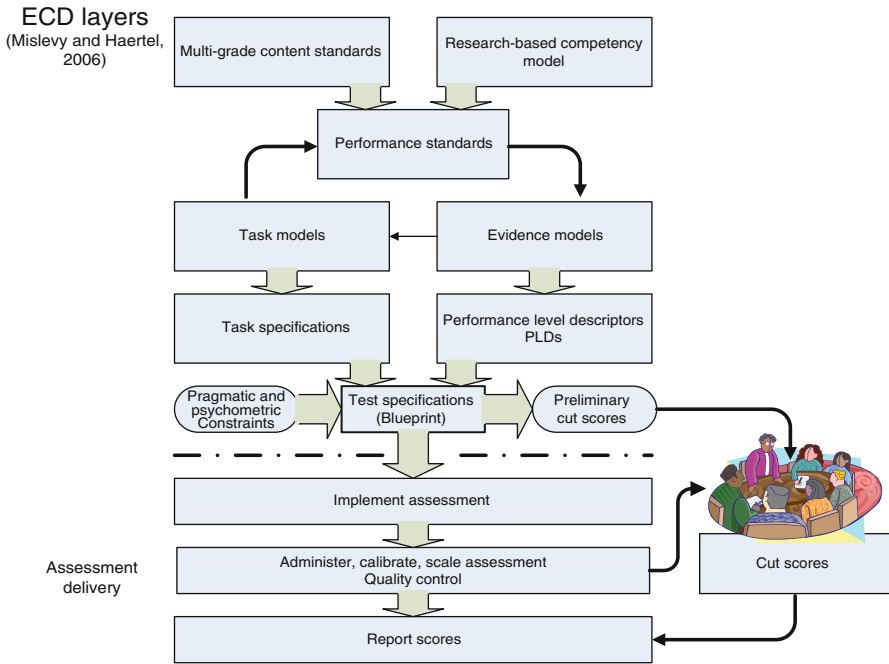 ECD layers
(Mislevy and Haertel,
2006)
Multi-grade content standards
Research-based competency
model
Performance standards
Task models
Evidence models
Task specifications
Performance level descriptors
PLDs
Pragmatic and
psychometric
Constraints
Test specifications
(Blueprint)
Preliminary
cut scores
Implement assessment
Assessment
delivery
Administer, calibrate, scale assessment
Quality control
Cut scores
Report scores